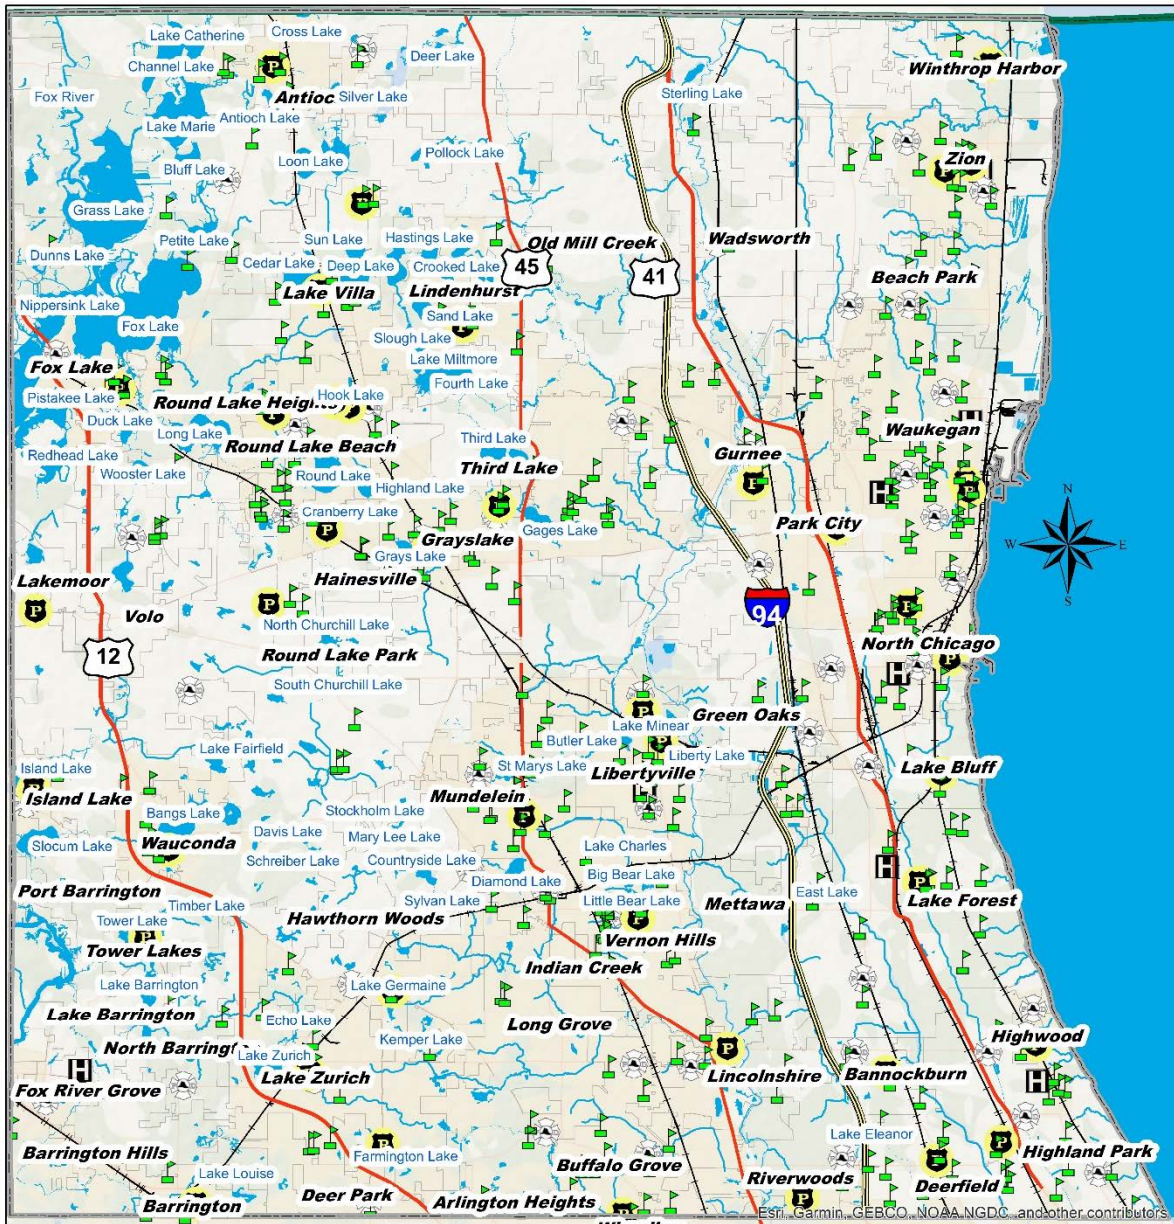 Cross Lake
Lake Catherine
Deer Lake
Channel Lake
Winthrop Harbor
P
Fox River
Antioc
Silver Lake
Sterling Lake
Antioch Lake
Lake Marie
Pollock Lake
Loon Lake
Bluff Lake
Zion
P
Grass Lake
P
Petite Lake
Sun Lake
Hastings Lake
Old Mill Creek
Wadsworth
Dunns Lake
Cedar Lake
Deep Lake
Crooked Lake
45
41
Beach Park
Lake Villa
Lindenhurst
Nippersink Lake
Sand Lake
Fox Lake
Slough Lake
Lake Miltmore
Fox Lake
Fourth Lake
Pistakee Lake
Round Lake Heights
Hook Lake
Duck Lake
Long Lake
Round Lake Beach
Waukegan
Third Lake
Redhead Lake
Gurnee
Wooster Lake
Round Lake
Third Lake
P
Highland Lake
H
P
N
Cranberry Lake
P
Gages Lake
Park City
P
Grayslake
W
E
Grays Lake
Hainesville
Lakemoor
S
P
Volo
P
94
P
North Churchill Lake
North Chicago
12
Round Lake Park
P
H
South Churchill Lake
P
Green Oaks
Lake Minear
Butler Lake
P
Lake Fairfield
Liberty Lake
Island Lake
St Marys Lake
Libertyville
Lake Bluff
Island Lake
Mundelein
H
Bangs Lake
Stockholm Lake
P
Davis Lake
Mary Lee Lake
Slocum Lake
Wauconda
Lake Charles
Schreiber Lake
Countryside Lake
H
Big Bear Lake
Diamond Lake
P
Port Barrington
East Lake
Timber Lake
Sylvan Lake
Little Bear Lake
Mettawa
Lake Forest
Tower Lake
Hawthorn Woods
P
Tower Lakes
Vernon Hills
Indian Creek
Lake Barrington
Lake Germaine
Lake Barrington
Echo Lake
Long Grove
Highwood
Kemper Lake
North Barrington
Lake Zurich
P
H
Lake Zurich
Lincolnshire
Bannockburn
H
Fox River Grove
Lake Eleanor
P
P
Barrington Hills
Farmington Lake
Highland Park
Buffalo Grove
P
Lake Louise
Riverwoods
Deerfield
Deer Park
Arlington Heights
P
Barrington
Esri, Garmin, GEBCO, NOAA NGDC, and other contributors